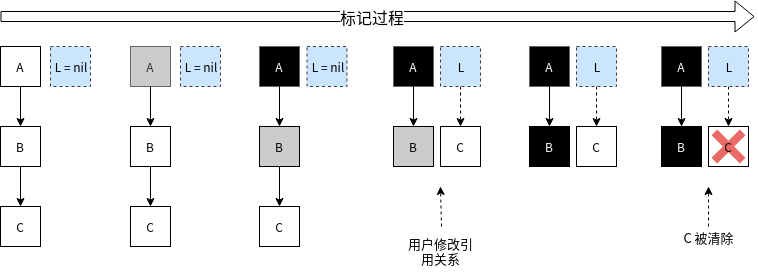 标记过程
A L = nil A L = nil A L = nil A L A L A L
B B B B C B C B C
C C C
用户修改引
用关系
C 被清除